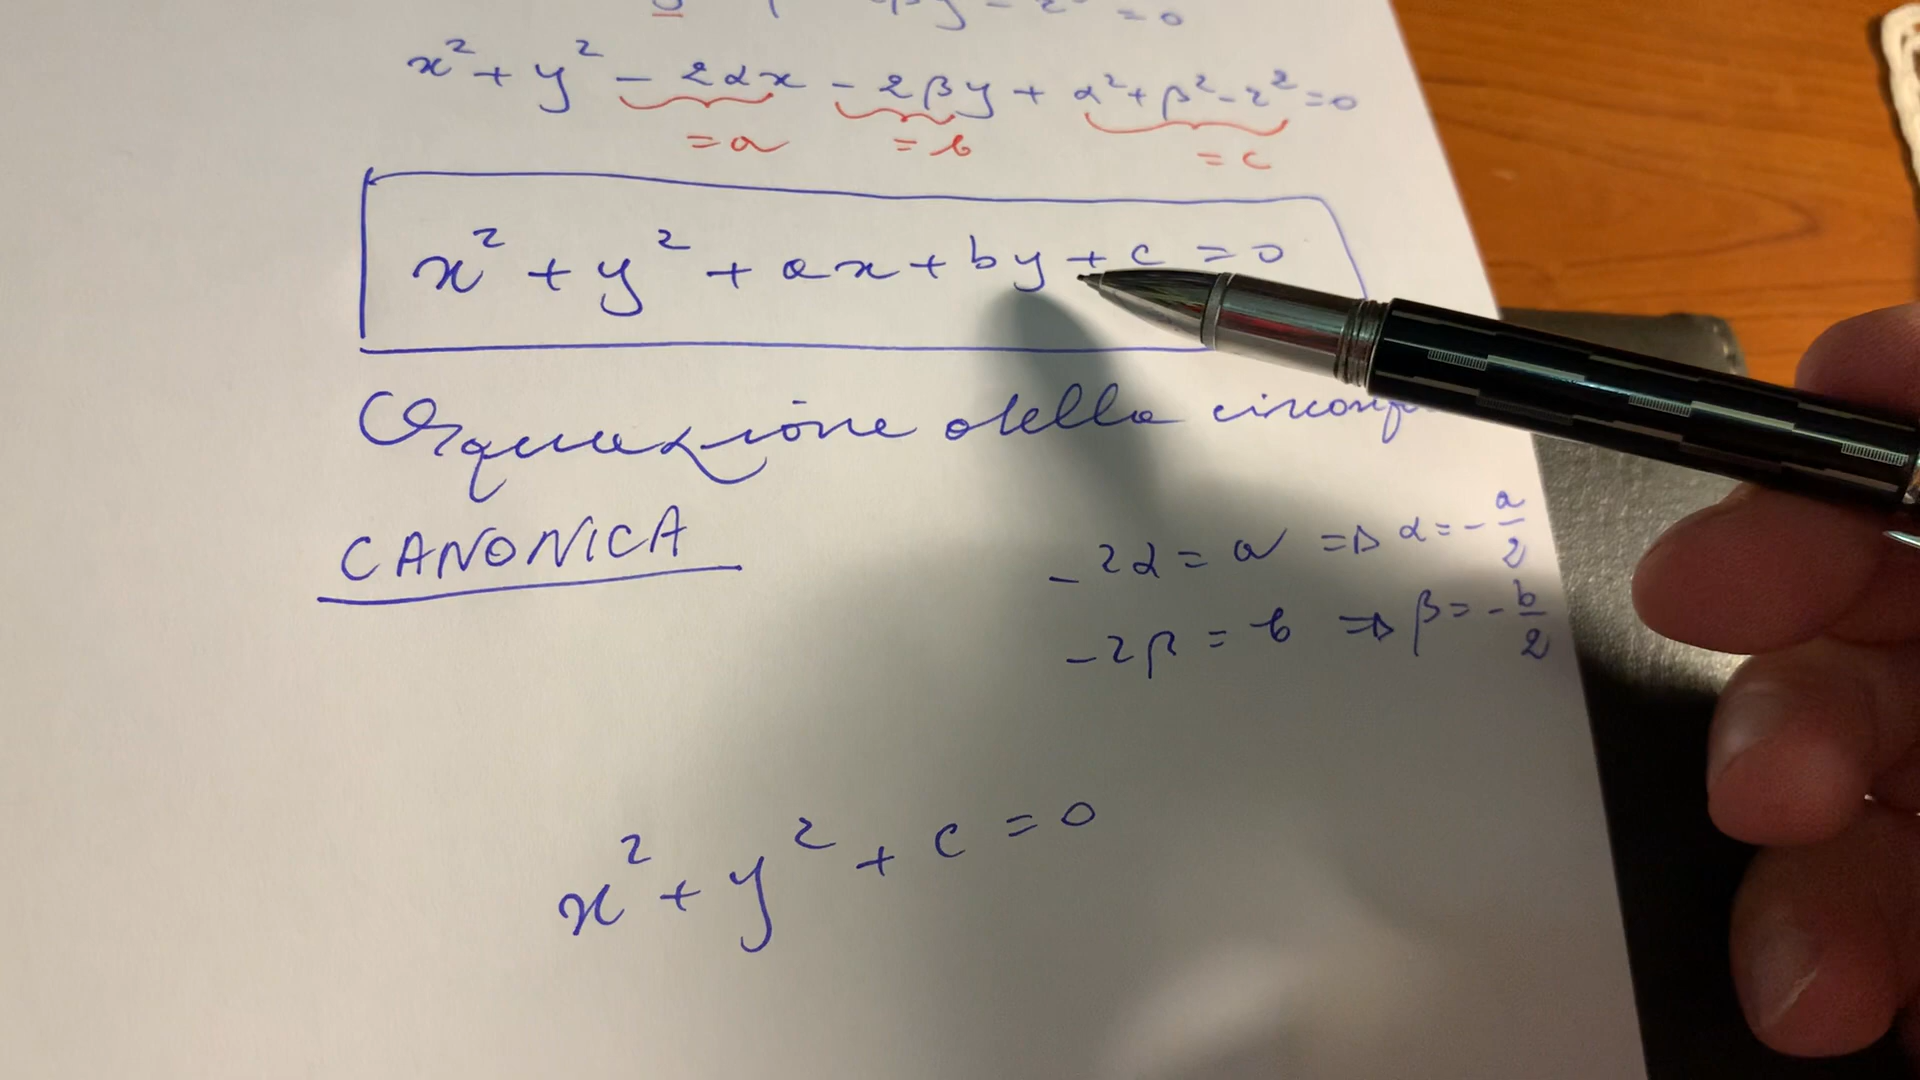 = 0
x² + y² - 2αx - 2βy + α² + β² - r² = 0
= a = b = c
x² + y² + ax + by + c = 0
Equazione della
CANONICA
-2α = a ⇒ α = -a/2
-2β = b ⇒ β = -b/2
x² + y² + c = 0